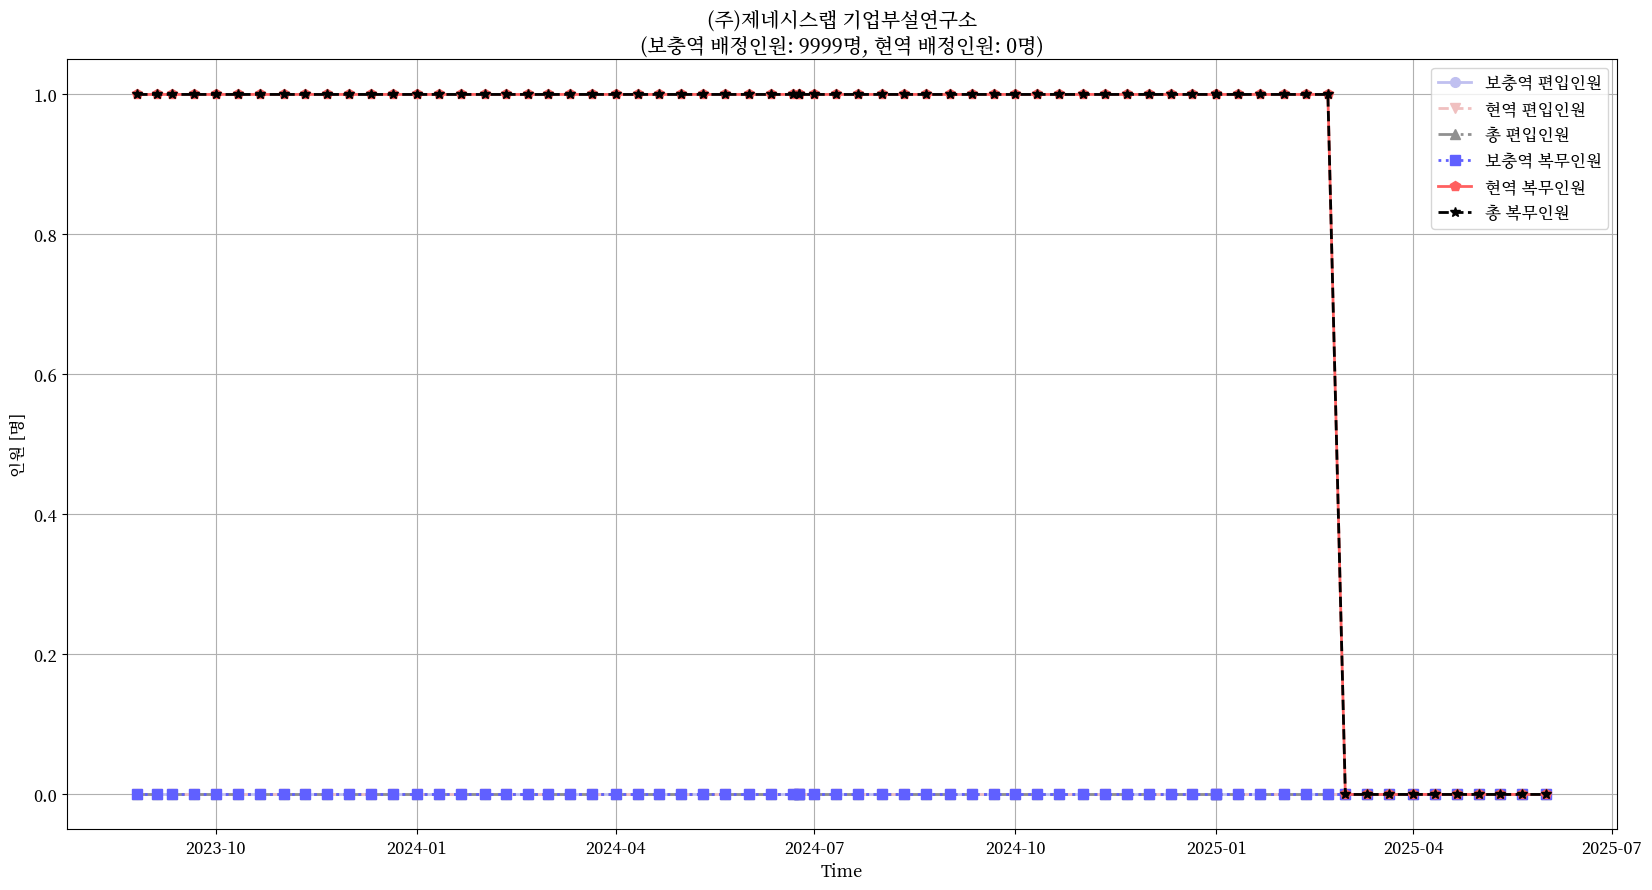 (주)제네시스랩 기업부설연구소
(보충역 배정인원: 9999명, 현역 배정인원: 0명)
보충역 편입인원
현역 편입인원
총 편입인원
보충역 복무인원
현역 복무인원
총 복무인원
인원 [명]
1.0
0.8
0.6
0.4
0.2
0.0
2023-10
2024-01
2024-04
2024-07
2024-10
2025-01
2025-04
2025-07
Time